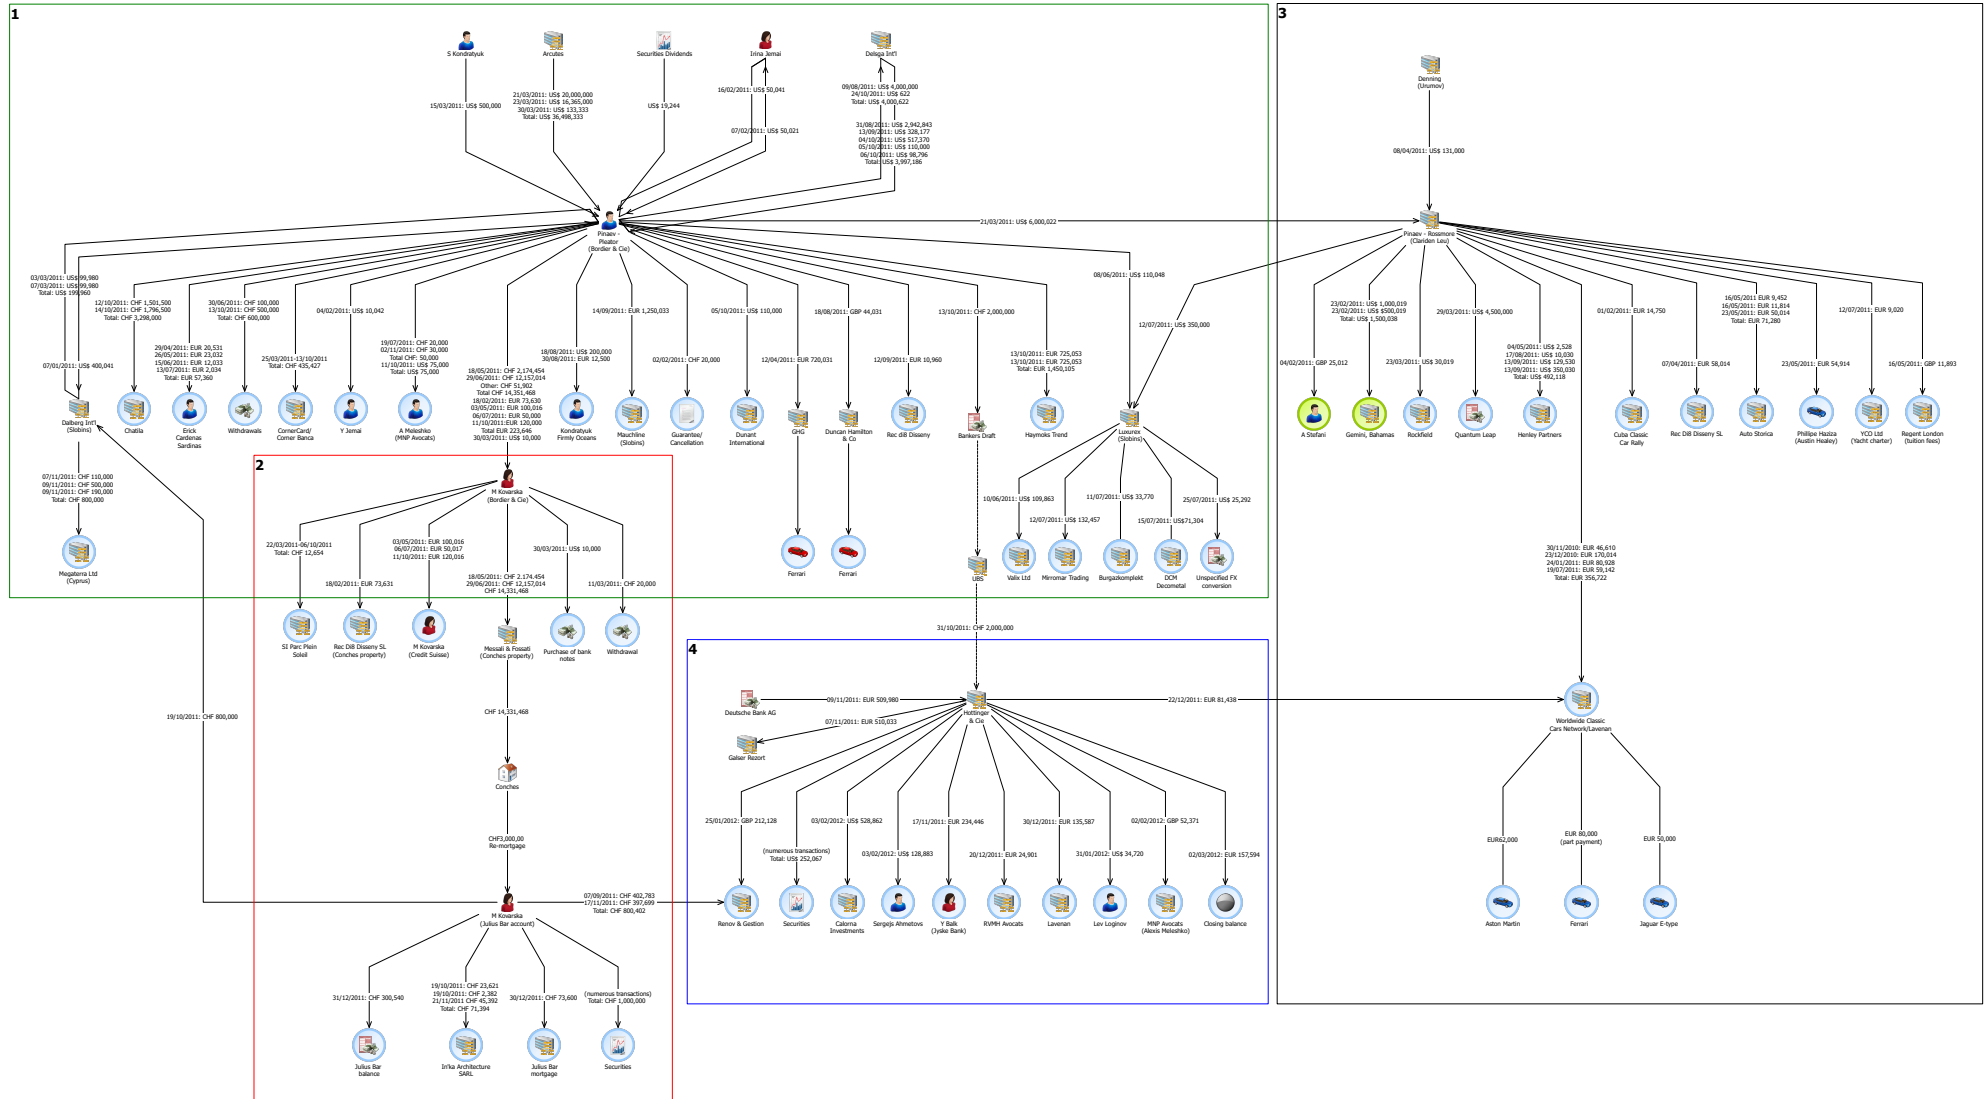 1
S Kondratyuk
Arcutes
Securities Dividends
Irina Jemai
Delsga Int'l
15/03/2011: US$ 500,000
21/03/2011: US$ 20,000,000
23/03/2011: US$ 16,365,000
30/03/2011: US$ 133,333
Total: US$ 36,498,333
US$ 19,244
16/02/2011: US$ 50,041
07/02/2011: US$ 50,021
09/08/2011: US$ 4,000,000
24/10/2011: US$ 622
Total: US$ 4,000,622
31/08/2011: US$ 2,942,843
13/09/2011: US$ 328,177
04/10/2011: US$ 517,370
05/10/2011: US$ 110,000
06/10/2011: US$ 98,796
Total: US$ 3,997,186
Pinaev -
Pleator
(Bordier & Cie)
21/03/2011: US$ 6,000,022
03/03/2011: US$ 99,980
07/03/2011: US$ 99,980
Total: US$ 199,960
07/01/2011: US$ 400,041
12/10/2011: CHF 1,501,500
14/10/2011: CHF 1,796,500
Total: CHF 3,298,000
29/04/2011: EUR 20,531
26/05/2011: EUR 23,032
15/06/2011: EUR 12,033
13/07/2011: EUR 2,034
Total: EUR 57,360
30/06/2011: CHF 100,000
13/10/2011: CHF 500,000
Total: CHF 600,000
25/03/2011-13/10/2011
Total: CHF 435,427
04/02/2011: US$ 10,042
19/07/2011: CHF 20,000
02/11/2011: CHF 30,000
Total CHF: 50,000
11/10/2011: US$ 75,000
Total: US$ 75,000
18/05/2011: CHF 2,174,454
29/06/2011: CHF 12,157,014
Other: CHF 51,902
Total CHF 14,351,468
18/02/2011: EUR 73,630
03/05/2011: EUR 100,016
06/07/2011: EUR 50,000
11/10/2011:EUR 120,000
Total EUR 223,646
30/03/2011: US$ 10,000
18/08/2011: US$ 200,000
30/08/2011: EUR 12,500
14/09/2011: EUR 1,250,033
02/02/2011: CHF 20,000
05/10/2011: US$ 110,000
12/04/2011: EUR 720,031
18/08/2011: GBP 44,031
12/09/2011: EUR 10,960
13/10/2011: CHF 2,000,000
13/10/2011: EUR 725,053
13/10/2011: EUR 725,053
Total: EUR 1,450,105
08/06/2011: US$ 110,048
12/07/2011: US$ 350,000
Dalberg Int'l
(Slobins)
Chatila
Erick
Cardenas
Sardinas
Withdrawals
CornerCard/
Corner Banca
Y Jemai
A Meleshko
(MNP Avocats)
Kondratyuk
Firmly Oceans
Mauchline
(Slobins)
Guarantee/
Cancellation
Dunant
International
GHG
Duncan Hamilton
& Co
Rec di8 Disseny
Bankers Draft
Haymoks Trend
Luxurex
(Slobins)
07/11/2011: CHF 110,000
09/11/2011: CHF 500,000
09/11/2011: CHF 190,000
Total: CHF 800,000
Megaterra Ltd
(Cyprus)
Ferrari
Ferrari
UBS
10/06/2011: US$ 109,863
12/07/2011: US$ 132,457
11/07/2011: US$ 33,770
15/07/2011: US$71,304
25/07/2011: US$ 25,292
Valix Ltd
Mirromar Trading
Burgazkomplekt
DCM
Decometal
Unspecified FX
conversion
2
M Kovarska
(Bordier & Cie)
22/03/2011-06/10/2011
Total: CHF 12,654
18/02/2011: EUR 73,631
03/05/2011: EUR 100,016
06/07/2011: EUR 50,017
11/10/2011: EUR 120,016
18/05/2011: CHF 2.174.454
29/06/2011: CHF 12,157,014
CHF 14,331,468
30/03/2011: US$ 10,000
11/03/2011: CHF 20,000
SI Parc Plein
Soleil
Rec Di8 Disseny SL
(Conches property)
M Kovarska
(Credit Suisse)
Messali & Fossati
(Conches property)
Purchase of bank
notes
Withdrawal
CHF 14,331,468
Conches
CHF3,000,00
Re-mortgage
19/10/2011: CHF 800,000
M Kovarska
(Julius Bar account)
07/09/2011: CHF 402,783
17/11/2011: CHF 397,699
Total: CHF 800,402
31/12/2011: CHF 300,540
19/10/2011: CHF 23,621
19/10/2011: CHF 2,382
21/11/2011 CHF 45,392
Total: CHF 71,394
30/12/2011: CHF 73,600
(numerous transactions)
Total: CHF 1,000,000
Julius Bar
balance
In'ka Architecture
SARL
Julius Bar
mortgage
Securities
3
Denning
(Urumov)
08/04/2011: US$ 131,000
Pinaev - Rossmore
(Clariden Leu)
04/02/2011: GBP 25,012
23/02/2011: US$ 1,000,019
23/02/2011: US$ $500,019
Total: US$ 1,500,038
23/03/2011: US$ 30,019
29/03/2011: US$ 4,500,000
04/05/2011: US$ 2,528
17/08/2011: US$ 10,030
13/09/2011: US$ 129,530
13/09/2011: US$ 350,030
Total: US$ 492,118
01/02/2011: EUR 14,750
07/04/2011: EUR 58,014
16/05/2011 EUR 9,452
16/05/2011: EUR 11,814
23/05/2011: EUR 50,014
Total: EUR 71,280
23/05/2011: EUR 54,914
12/07/2011: EUR 9,020
16/05/2011: GBP 11,893
A Stefani
Gemini, Bahamas
Rockfield
Quantum Leap
Henley Partners
Cuba Classic
Car Rally
Rec Di8 Disseny SL
Auto Storica
Phillipe Haziza
(Austin Healey)
YCO Ltd
(Yacht charter)
Regent London
(tuition fees)
30/11/2010: EUR 46,610
23/12/2010: EUR 170,014
24/01/2011: EUR 80,928
19/07/2011: EUR 59,142
Total: EUR 356,722
Worldwide Classic
Cars Network/Lavenan
EUR62,000
EUR 80,000
(part payment)
EUR 50,000
Aston Martin
Ferrari
Jaguar E-type
31/10/2011: CHF 2,000,000
4
Deutsche Bank AG
09/11/2011: EUR 509,980
07/11/2011: EUR 510,033
Galser Rezort
Hottinger
& Cie
22/12/2011: EUR 81,438
25/01/2012: GBP 212,128
(numerous transactions)
Total: US$ 252,067
03/02/2012: US$ 528,862
03/02/2012: US$ 128,883
17/11/2011: EUR 234,446
20/12/2011: EUR 24,901
30/12/2011: EUR 135,587
31/01/2012: US$ 34,720
02/02/2012: GBP 52,371
02/03/2012: EUR 157,594
Renov & Gestion
Securities
Calorna
Investments
Sergejs Ahmetovs
Y Balk
(Jyske Bank)
RVMH Avocats
Lavenan
Lev Loginov
MNP Avocats
(Alexis Meleshko)
Closing balance